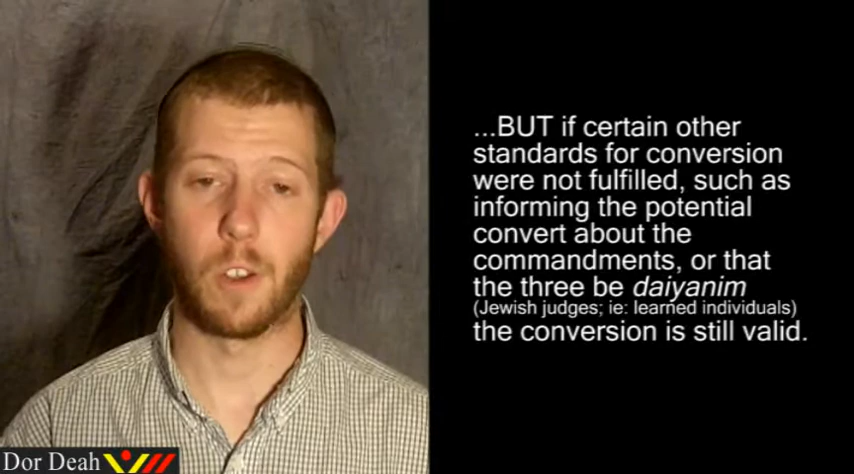 ...BUT if certain other
standards for conversion
were not fulfilled, such as
informing the potential
convert about the
commandments, or that
the three be daiyanim
(Jewish judges; ie: learned individuals)
the conversion is still valid.
Dor Deah